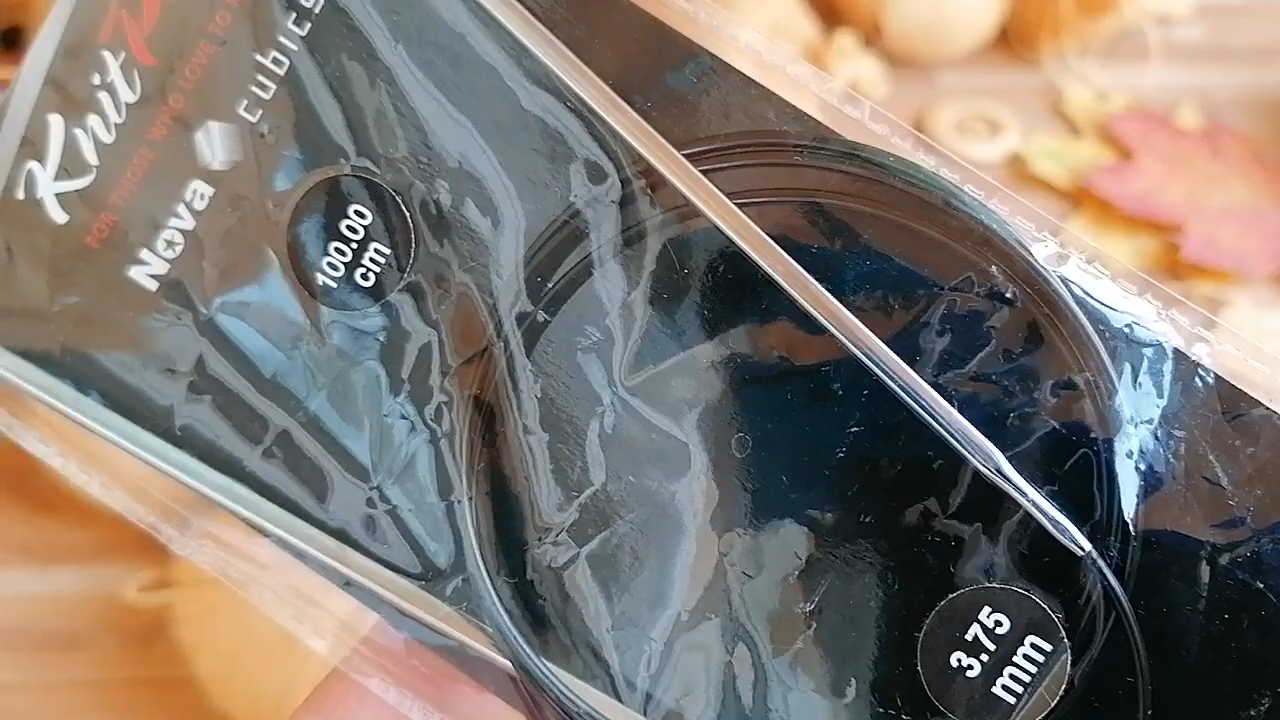 Knit
FOR THOSE WHO LOVE TO
Nova cubics
100.00
cm
3.75
mm